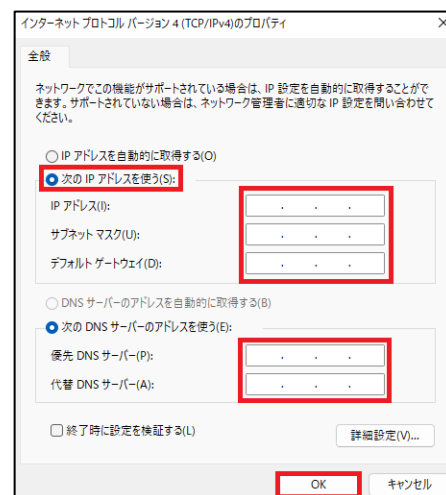 インターネット プロトコル バージョン 4 (TCP/IPv4)のプロパティ
全般
ネットワークでこの機能がサポートされている場合は、IP 設定を自動的に取得することがで
きます。サポートされていない場合は、ネットワーク管理者に適切な IP 設定を問い合わせて
ください。
IP アドレスを自動的に取得する(O)
次の IP アドレスを使う(S):
IP アドレス(I):
サブネット マスク(U):
デフォルト ゲートウェイ(D):
DNS サーバーのアドレスを自動的に取得する(B)
次の DNS サーバーのアドレスを使う(E):
優先 DNS サーバー(P):
代替 DNS サーバー(A):
終了時に設定を検証する(L)
詳細設定(V)...
OK
キャンセル